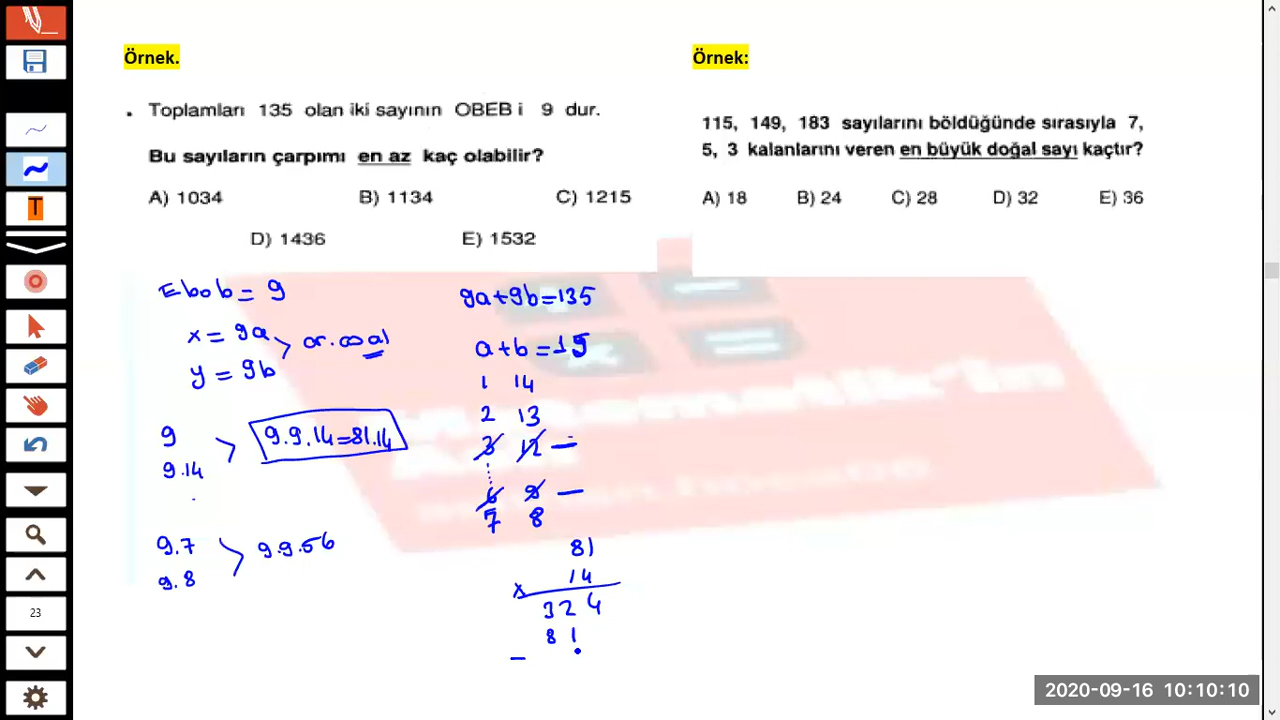 Örnek.
. Toplamları 135 olan iki sayının OBEB i 9 dur.
Bu sayıların çarpımı en az kaç olabilir?
A) 1034 B) 1134 C) 1215
D) 1436 E) 1532
Ebob = 9
x = 9a
y = 9b
ar. asal
9
9.14
9.9.14=81.14
9.7
9.8
9.9.56
9a+9b=135
a+b=15
1 14
2 13
3 12
6 9
7 8
81
x 14
324
81
Örnek:
115, 149, 183 sayılarını böldüğünde sırasıyla 7,
5, 3 kalanlarını veren en büyük doğal sayı kaçtır?
A) 18 B) 24 C) 28 D) 32 E) 36
T
23
2020-09-16 10:10:10